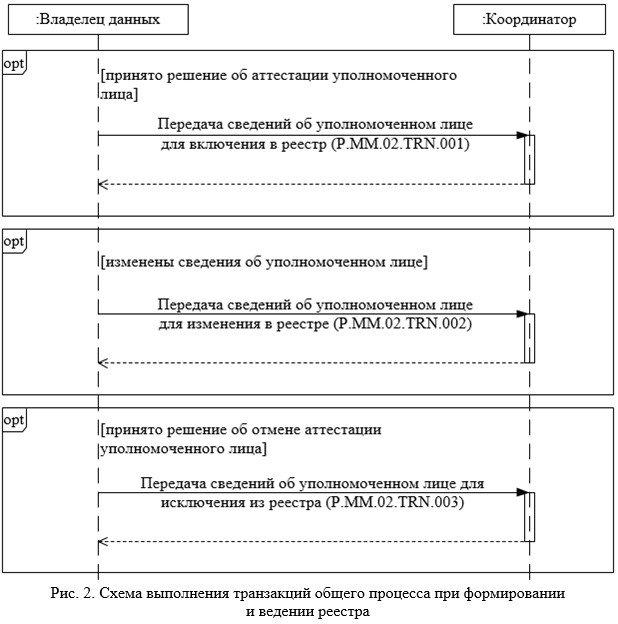 :Владелец данных
:Координатор
opt
[принято решение об аттестации уполномоченного
лица]
Передача сведений об уполномоченном лице
для включения в реестр (P.MM.02.TRN.001)
opt
[изменены сведения об уполномоченном лице]
Передача сведений об уполномоченном лице
для изменения в реестре (P.MM.02.TRN.002)
opt
[принято решение об отмене аттестации
уполномоченного лица]
Передача сведений об уполномоченном лице для
исключения из реестра (P.MM.02.TRN.003)
Рис. 2. Схема выполнения транзакций общего процесса при формировании
и ведении реестра